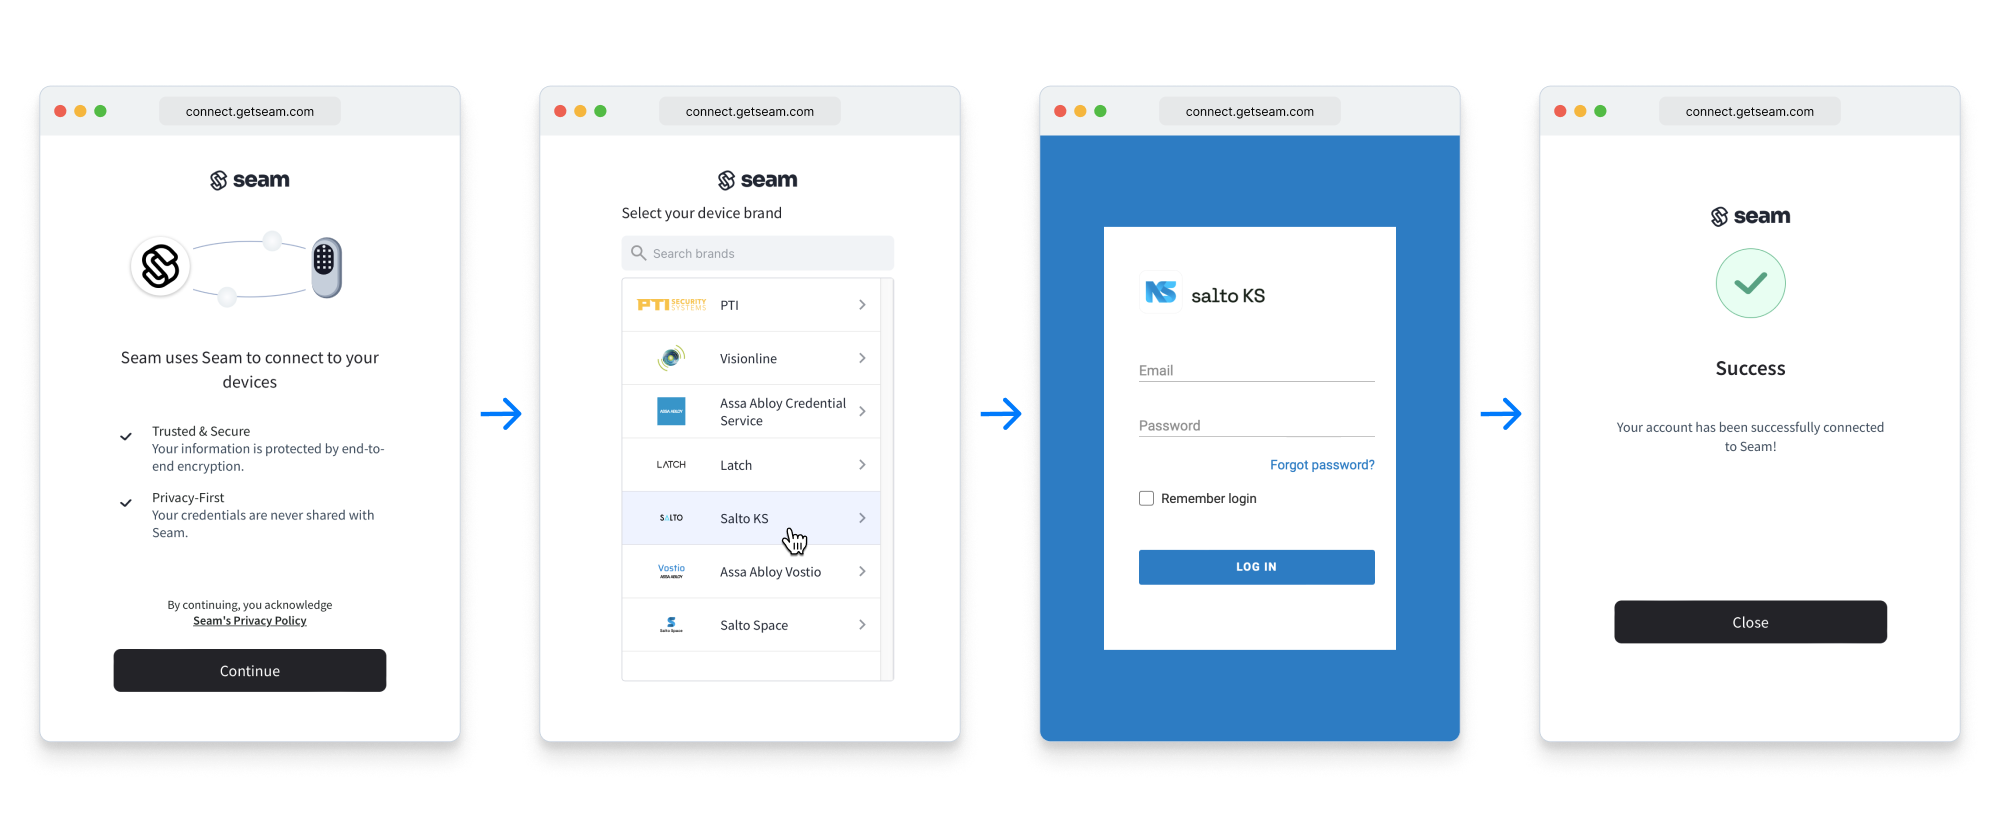 connect.getseam.com
seam
Seam uses Seam to connect to your
devices
Trusted & Secure
Your information is protected by end-to-
end encryption.
Privacy-First
Your credentials are never shared with
Seam.
By continuing, you acknowledge
Seam's Privacy Policy
Continue
connect.getseam.com
seam
Select your device brand
Search brands
PTI SECURITY SYSTEMS PTI
Visionline
ASSA ABLOY Assa Abloy Credential
Service
LATCH Latch
SALTO Salto KS
Vostio ASSA ABLOY Assa Abloy Vostio
Salto Space Salto Space
connect.getseam.com
NS salto KS
Email
Password
Forgot password?
Remember login
LOG IN
connect.getseam.com
seam
Success
Your account has been successfully connected
to Seam!
Close